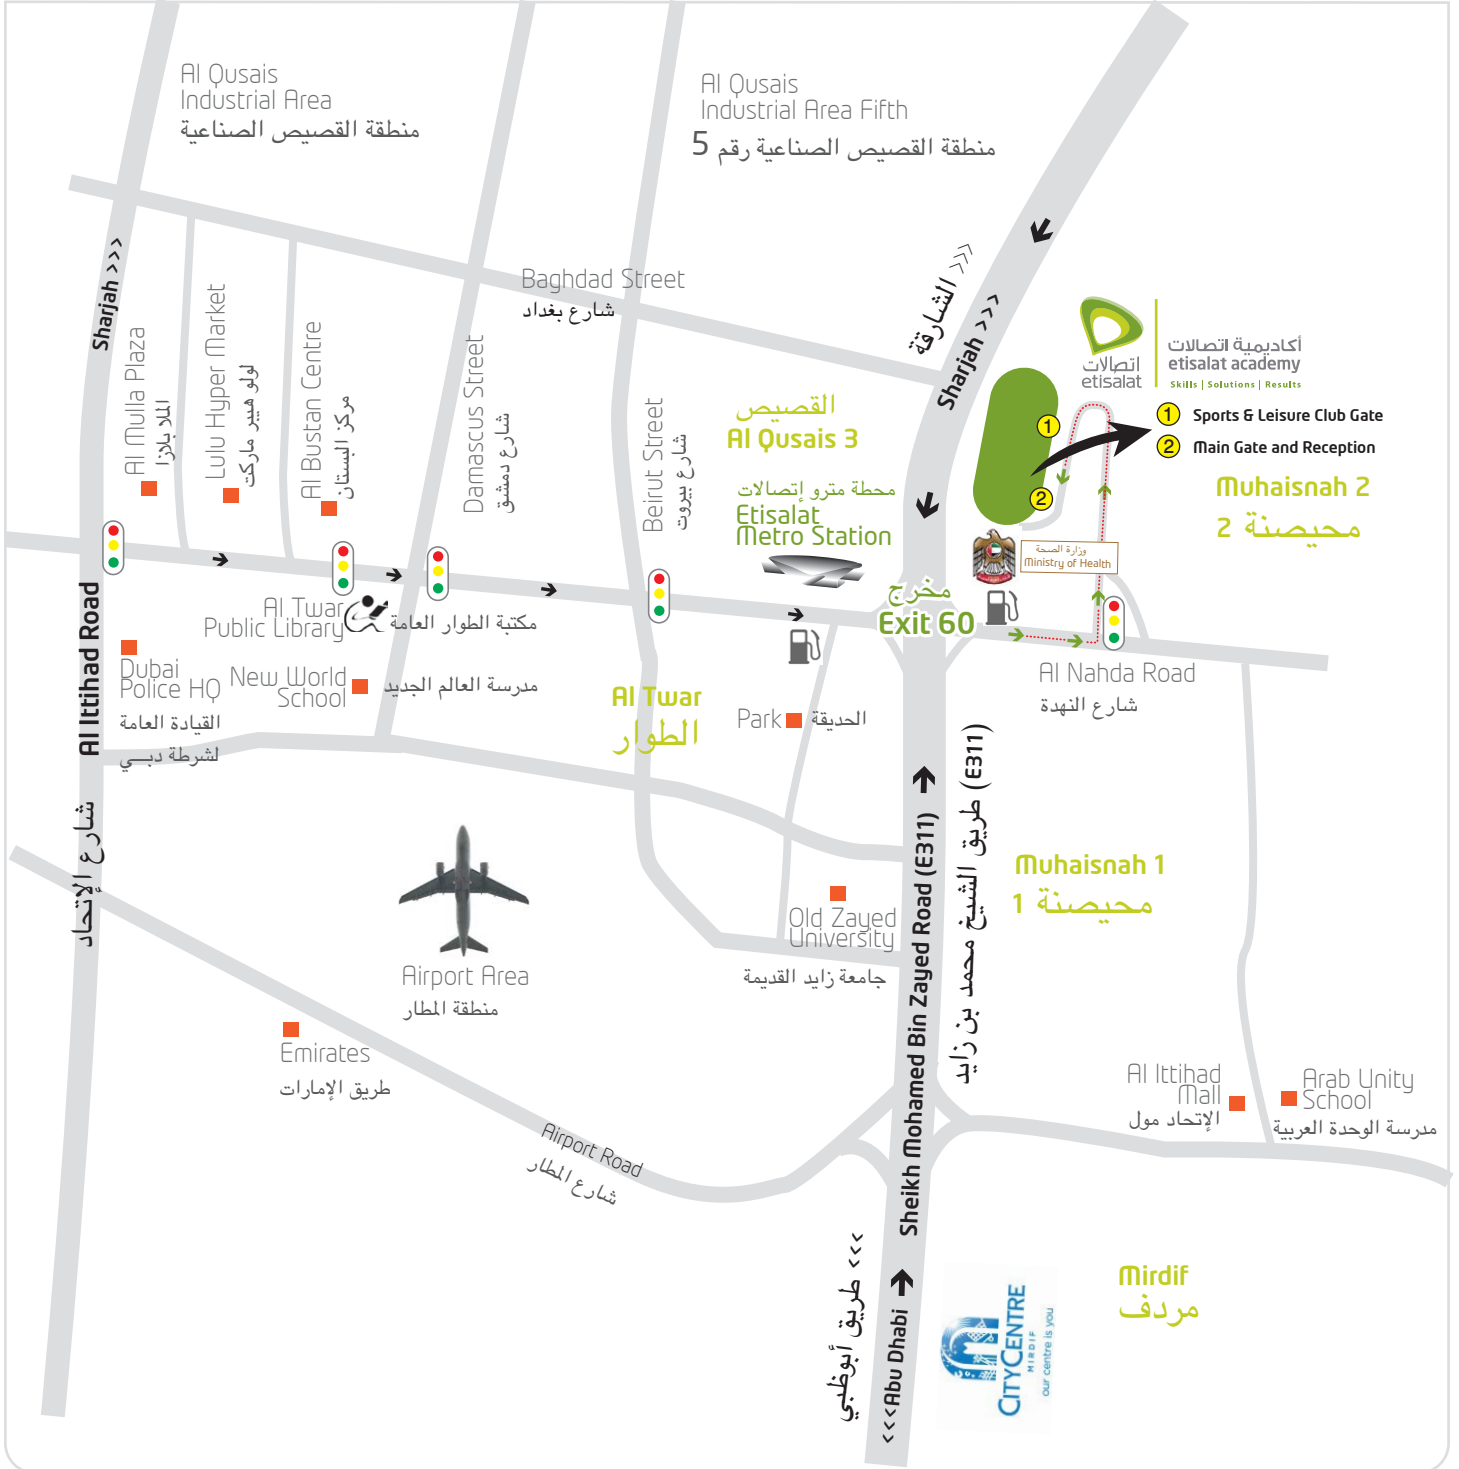 Al Qusais
Industrial Area
منطقة القصيص الصناعية
Al Qusais
Industrial Area Fifth
منطقة القصيص الصناعية رقم 5
Sharjah >>>>
Al Mulla Plaza
الملا بلازا
Lulu Hyper Market
لولو هيبر ماركت
Al Bustan Centre
مركز البستان
Damascus Street
شارع دمشق
Baghdad Street
شارع بغداد
Beirut Street
شارع بيروت
الشارقة >>>
Sharjah >>>
اتصالات
etisalat
أكاديمية اتصالات
etisalat academy
Skills | Solutions | Results
1 Sports & Leisure Club Gate
2 Main Gate and Reception
1
2
القصيص
Al Qusais 3
محطة مترو إتصالات
Etisalat
Metro Station
Muhaisnah 2
محيصنة 2
وزارة الصحة
Ministry of Health
مخرج
Exit 60
Al Twar
Public Library
مكتبة الطوار العامة
Al Ittihad Road
شارع الإتحاد
Dubai
Police HQ
القيادة العامة
لشرطة دبـــي
New World
School
مدرسة العالم الجديد
Al Twar
الطوار
Park
الحديقة
Al Nahda Road
شارع النهدة
Sheikh Mohamed Bin Zayed Road (E311)
طريق الشيخ محمد بن زايد (E311)
Muhaisnah 1
محيصنة 1
Old Zayed
University
جامعة زايد القديمة
Airport Area
منطقة المطار
Emirates
طريق الإمارات
Airport Road
شارع المطار
Al Ittihad
Mall
الإتحاد مول
Arab Unity
School
مدرسة الوحدة العربية
Mirdif
مردف
طريق أبوظبي >>>
<<<Abu Dhabi
CITY CENTRE
MIRDIF
our centre is you